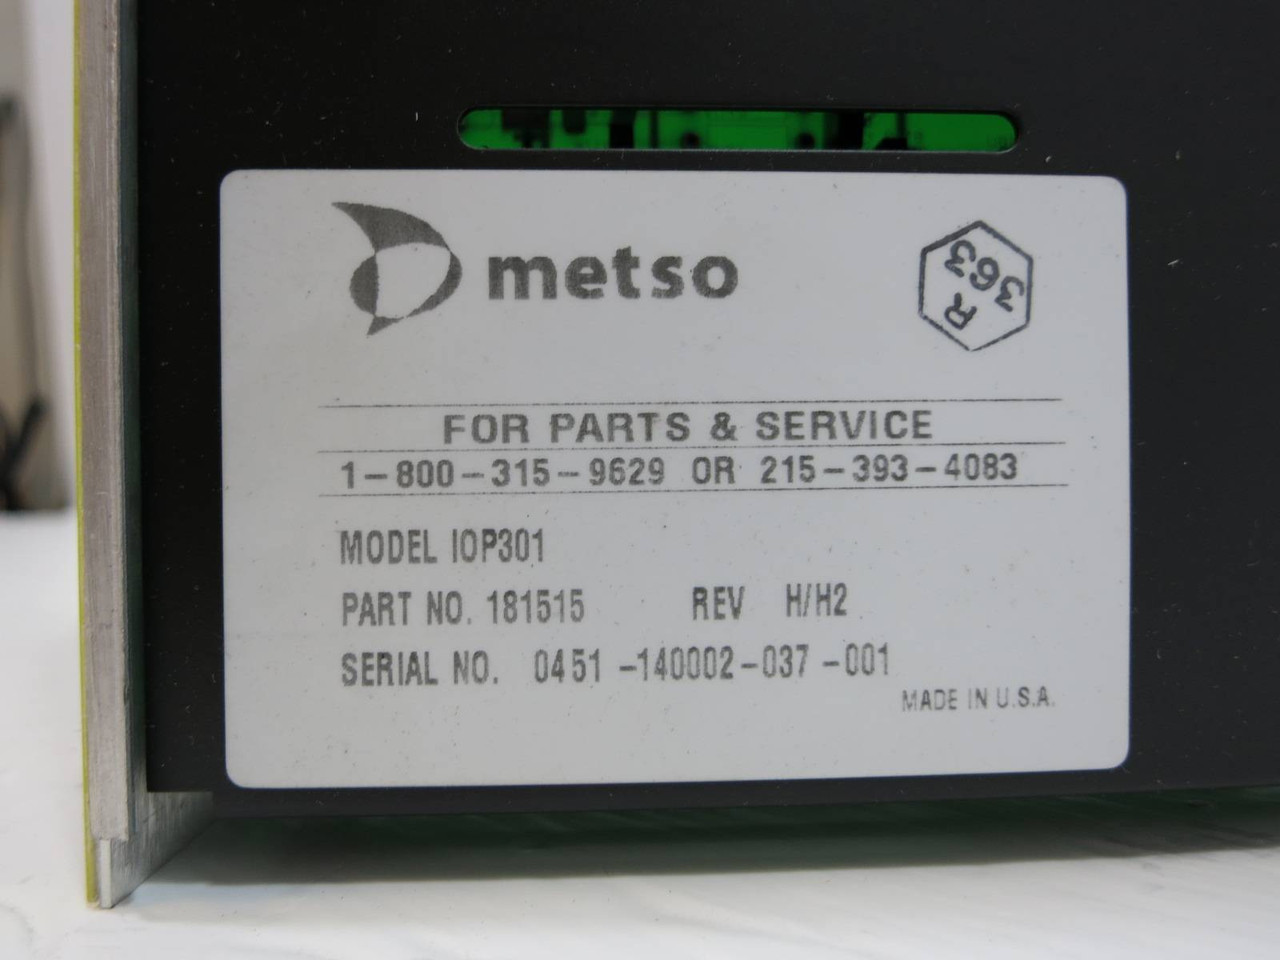 metso
R 363
363
FOR PARTS & SERVICE
1-800-315-9629 OR 215-393-4083
MODEL IOP301
PART NO. 181515 REV H/H2
SERIAL NO. 0451-140002-037-001
MADE IN U.S.A.